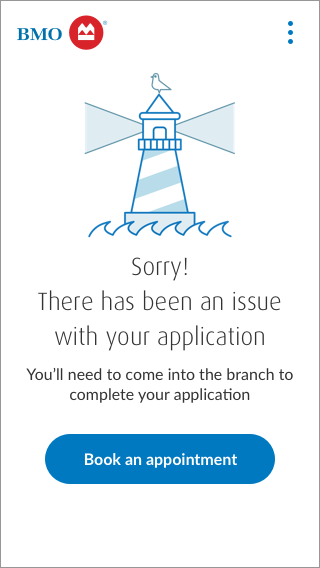 BMO
Sorry!
There has been an issue
with your application
You'll need to come into the branch to
complete your application
Book an appointment